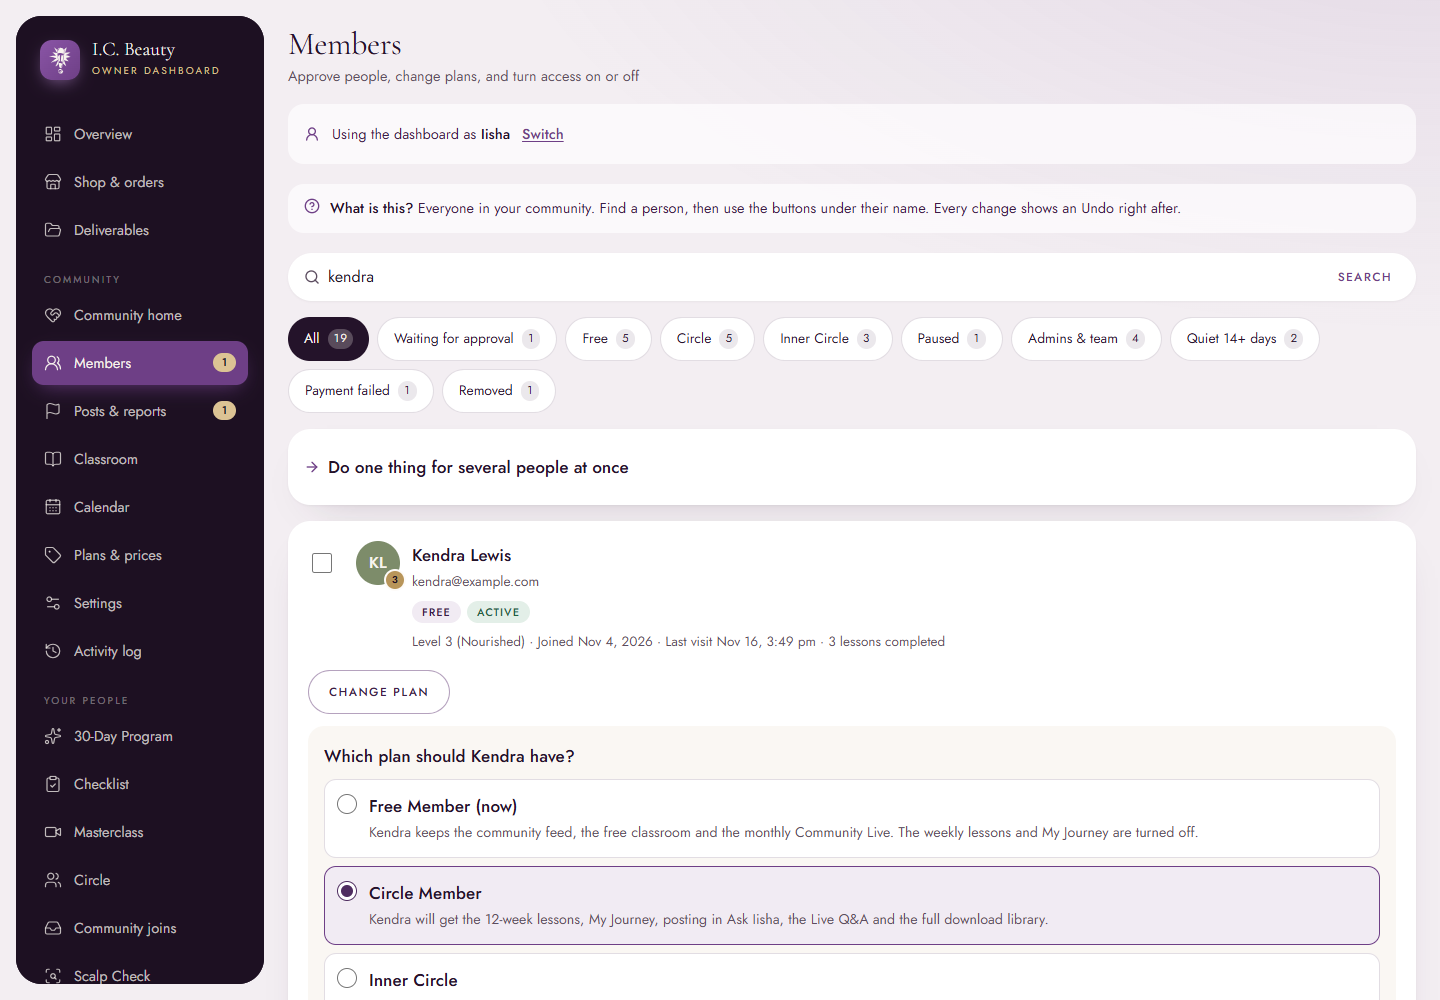 I.C. Beauty
OWNER DASHBOARD
Overview
Shop & orders
Deliverables
COMMUNITY
Community home
Members 1
Posts & reports 1
Classroom
Calendar
Plans & prices
Settings
Activity log
YOUR PEOPLE
30-Day Program
Checklist
Masterclass
Circle
Community joins
Scalp Check
Members
Approve people, change plans, and turn access on or off
Using the dashboard as Iisha Switch
What is this? Everyone in your community. Find a person, then use the buttons under their name. Every change shows an Undo right after.
kendra SEARCH
All 19 Waiting for approval 1 Free 5 Circle 5 Inner Circle 3 Paused 1 Admins & team 4 Quiet 14+ days 2
Payment failed 1 Removed 1
Do one thing for several people at once
KL 3 Kendra Lewis
kendra@example.com
FREE ACTIVE
Level 3 (Nourished) · Joined Nov 4, 2026 · Last visit Nov 16, 3:49 pm · 3 lessons completed
CHANGE PLAN
Which plan should Kendra have?
Free Member (now)
Kendra keeps the community feed, the free classroom and the monthly Community Live. The weekly lessons and My Journey are turned off.
Circle Member
Kendra will get the 12-week lessons, My Journey, posting in Ask Iisha, the Live Q&A and the full download library.
Inner Circle